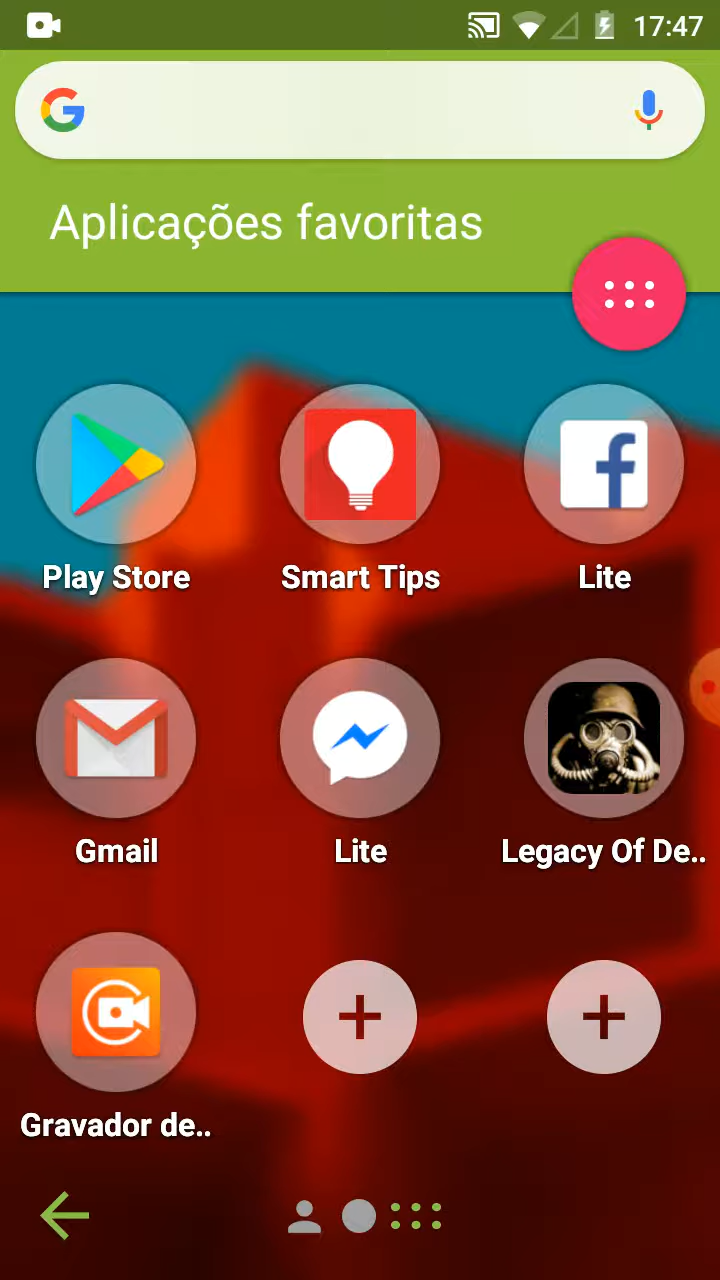 17:47
Aplicações favoritas
Play Store
Smart Tips
Lite
Gmail
Lite
Legacy Of De..
Gravador de..